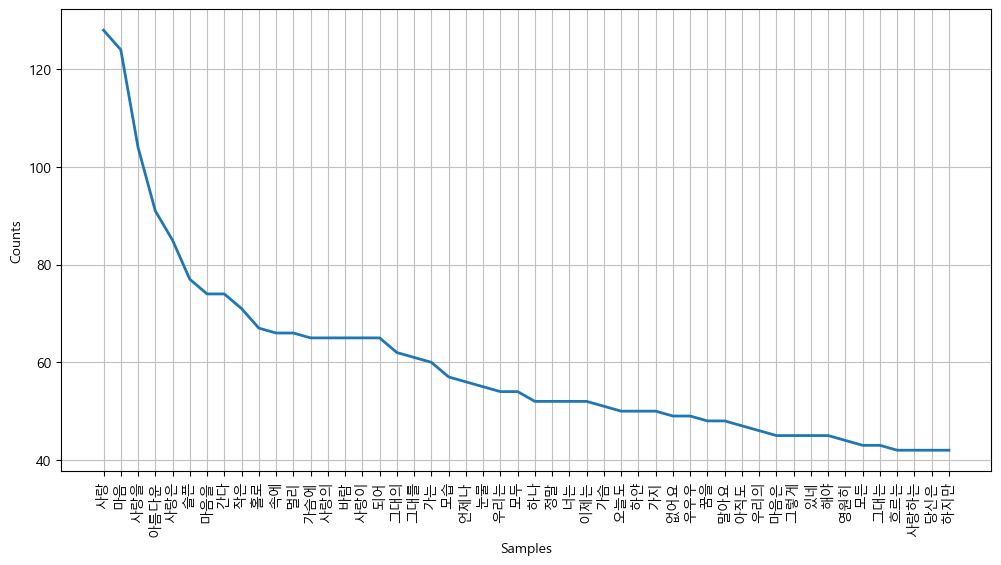 120
100
80
60
40
Counts
사랑
마음
사랑을
아름다운
사랑은
슬픈
마음을
간다
작은
홀로
속에
멀리
가슴에
사랑의
바람
사랑이
되어
그대의
그대를
가는
모습
언제나
눈물
우리는
모두
하나
정말
너는
이제는
가슴
오늘도
하얀
가지
없어요
우우우
꿈을
말아요
아직도
우리의
마음은
그렇게
있네
해야
영원히
모든
그대는
흐르는
사랑하는
당신은
하지만
Samples